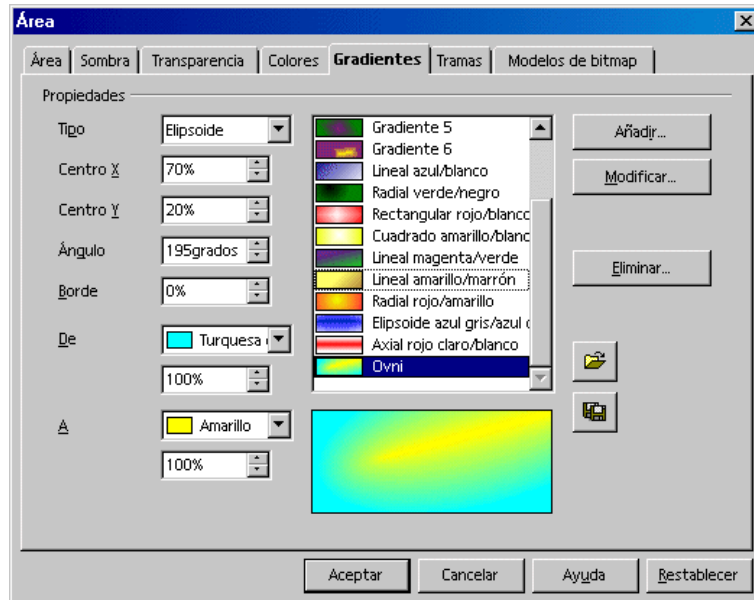 Área
Área Sombra Transparencia Colores Gradientes Tramas Modelos de bitmap
Propiedades
Tipo Elipsoide
Centro X 70%
Centro Y 20%
Ángulo 195grados
Borde 0%
De Turquesa
100%
A Amarillo
100%
Gradiente 5
Gradiente 6
Lineal azul/blanco
Radial verde/negro
Rectangular rojo/blanco
Cuadrado amarillo/blanc
Lineal magenta/verde
Lineal amarillo/marrón
Radial rojo/amarillo
Elipsoide azul gris/azul c
Axial rojo claro/blanco
Ovni
Añadir...
Modificar...
Eliminar...
Aceptar Cancelar Ayuda Restablecer